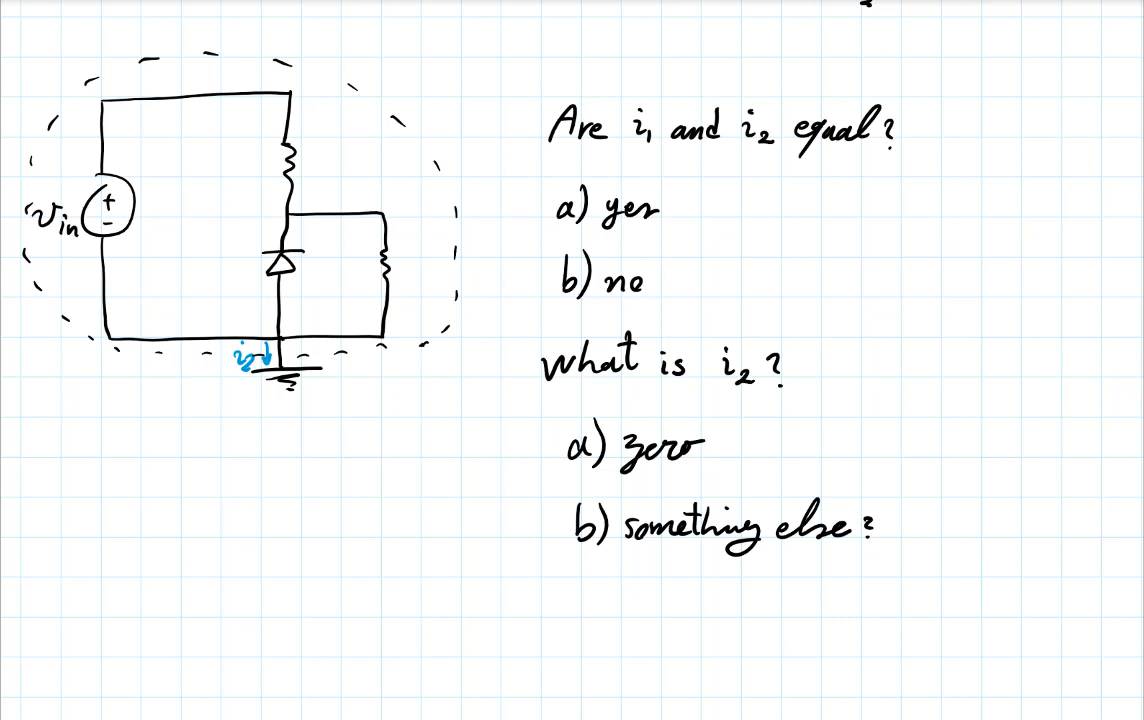 Are i₁ and i₂ equal?
a) yes
b) no
What is i₂?
a) zero
b) something else?
+
vin
-
i₂